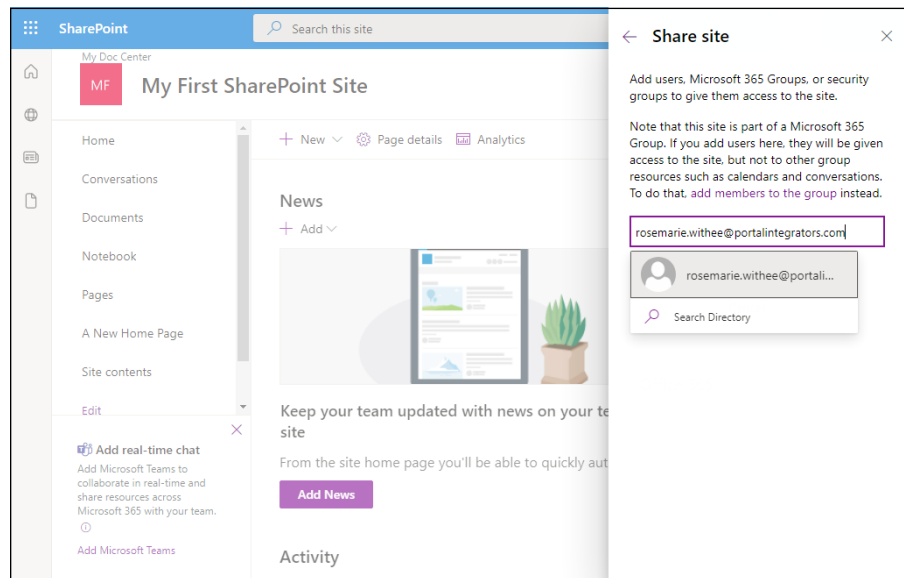 SharePoint
Search this site
My Doc Center
MF
My First SharePoint Site
Home
Conversations
Documents
Notebook
Pages
A New Home Page
Site contents
Edit
Add real-time chat
Add Microsoft Teams to
collaborate in real-time and
share resources across
Microsoft 365 with your team.
Add Microsoft Teams
New
Page details
Analytics
News
Add
Keep your team updated with news on your te
site
From the site home page you'll be able to quickly aut
Add News
Activity
Share site
Add users, Microsoft 365 Groups, or security
groups to give them access to the site.
Note that this site is part of a Microsoft 365
Group. If you add users here, they will be given
access to the site, but not to other group
resources such as calendars and conversations.
To do that, add members to the group instead.
rosemarie.withee@portalintegrators.com
rosemarie.withee@portali...
Search Directory